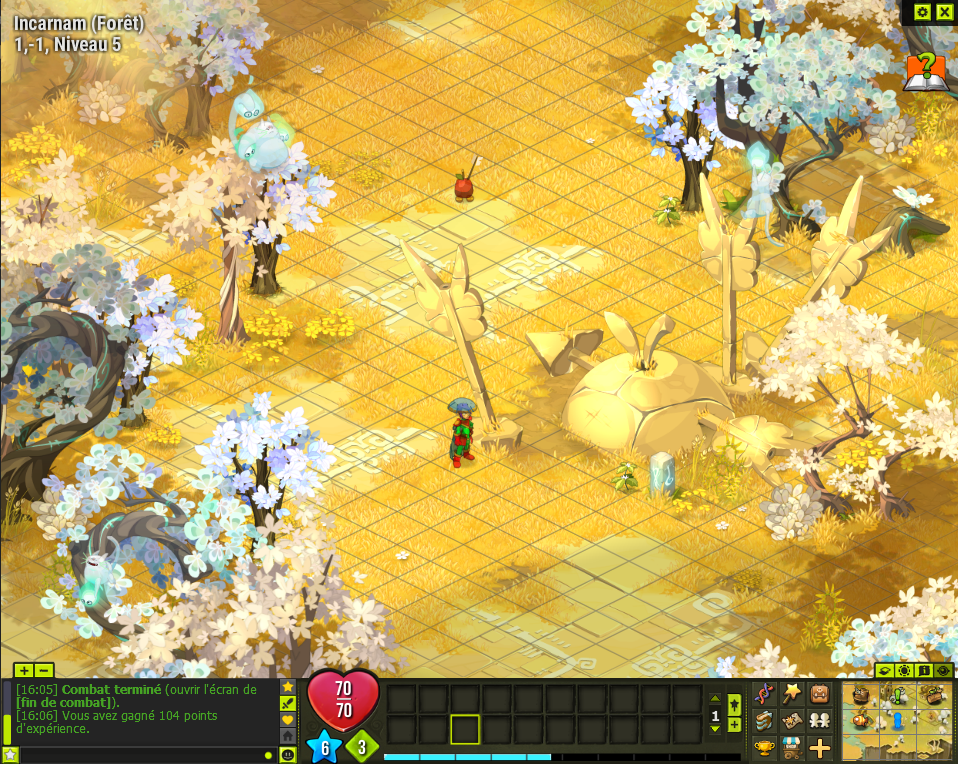 Incarnam (Forêt)
1,-1, Niveau 5
?
[16:05] Combat terminé (ouvrir l'écran de
[fin de combat]).
[16:06] Vous avez gagné 104 points
d'expérience.
70
70
6
3
1
SHOP